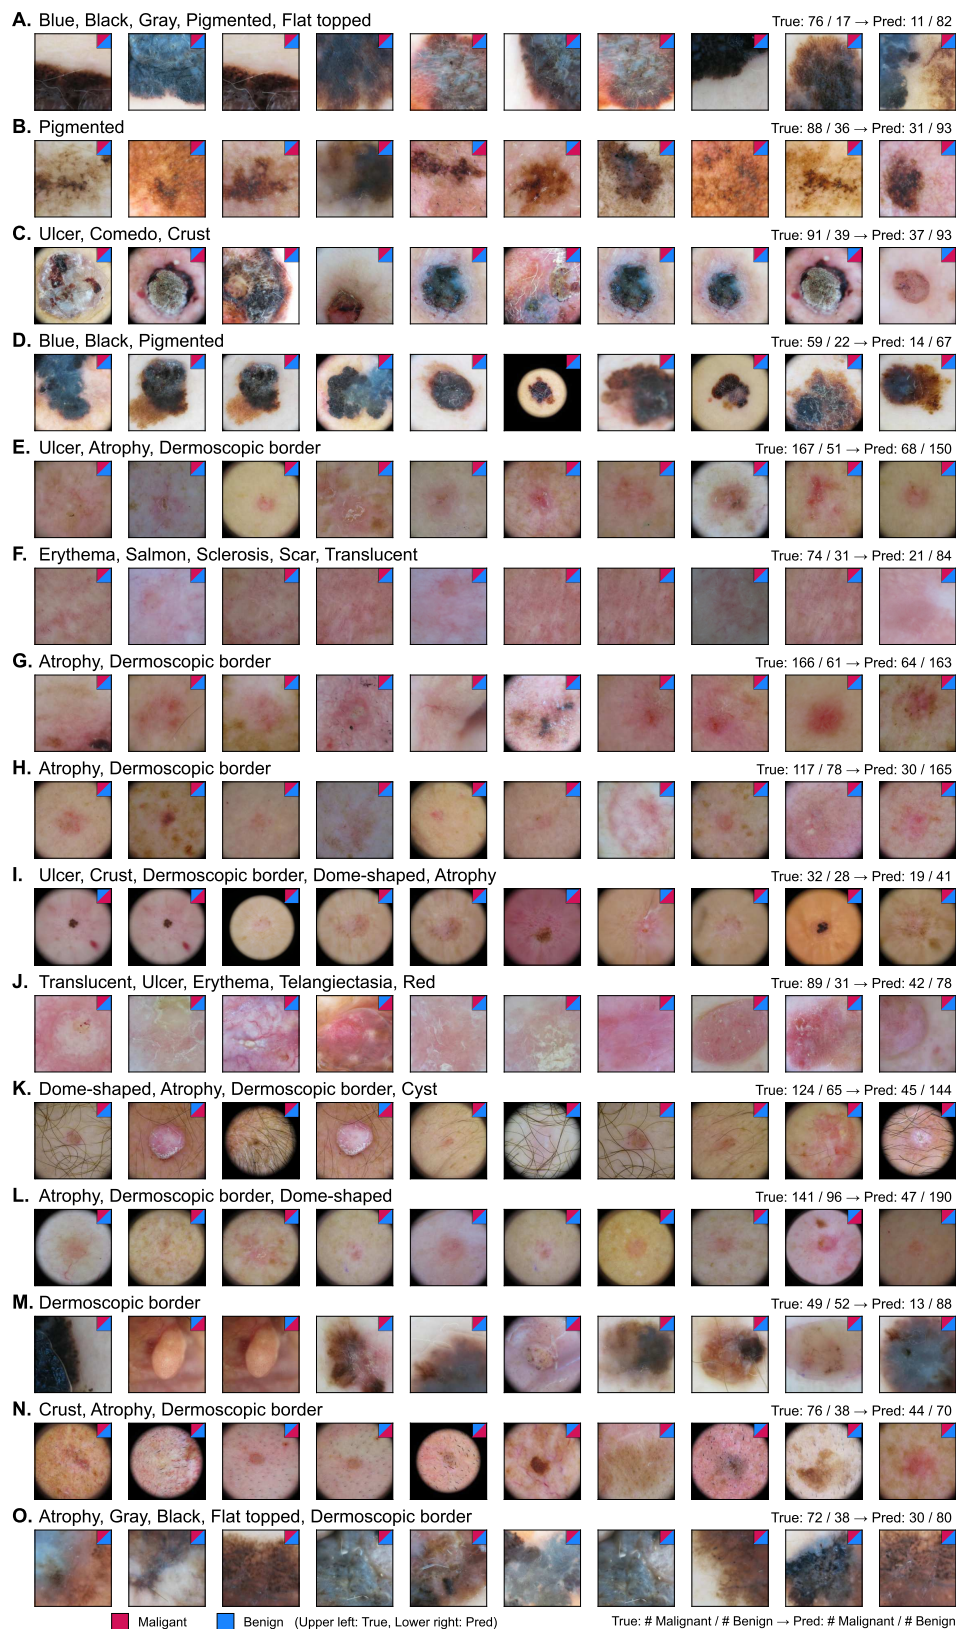 A. Blue, Black, Gray, Pigmented, Flat topped True: 76 / 17 → Pred: 11 / 82
B. Pigmented True: 88 / 36 → Pred: 31 / 93
C. Ulcer, Comedo, Crust True: 91 / 39 → Pred: 37 / 93
D. Blue, Black, Pigmented True: 59 / 22 → Pred: 14 / 67
E. Ulcer, Atrophy, Dermoscopic border True: 167 / 51 → Pred: 68 / 150
F. Erythema, Salmon, Sclerosis, Scar, Translucent True: 74 / 31 → Pred: 21 / 84
G. Atrophy, Dermoscopic border True: 166 / 61 → Pred: 64 / 163
H. Atrophy, Dermoscopic border True: 117 / 78 → Pred: 30 / 165
I. Ulcer, Crust, Dermoscopic border, Dome-shaped, Atrophy True: 32 / 28 → Pred: 19 / 41
J. Translucent, Ulcer, Erythema, Telangiectasia, Red True: 89 / 31 → Pred: 42 / 78
K. Dome-shaped, Atrophy, Dermoscopic border, Cyst True: 124 / 65 → Pred: 45 / 144
L. Atrophy, Dermoscopic border, Dome-shaped True: 141 / 96 → Pred: 47 / 190
M. Dermoscopic border True: 49 / 52 → Pred: 13 / 88
N. Crust, Atrophy, Dermoscopic border True: 76 / 38 → Pred: 44 / 70
O. Atrophy, Gray, Black, Flat topped, Dermoscopic border True: 72 / 38 → Pred: 30 / 80
Maligant Benign (Upper left: True, Lower right: Pred) True: # Malignant / # Benign → Pred: # Malignant / # Benign